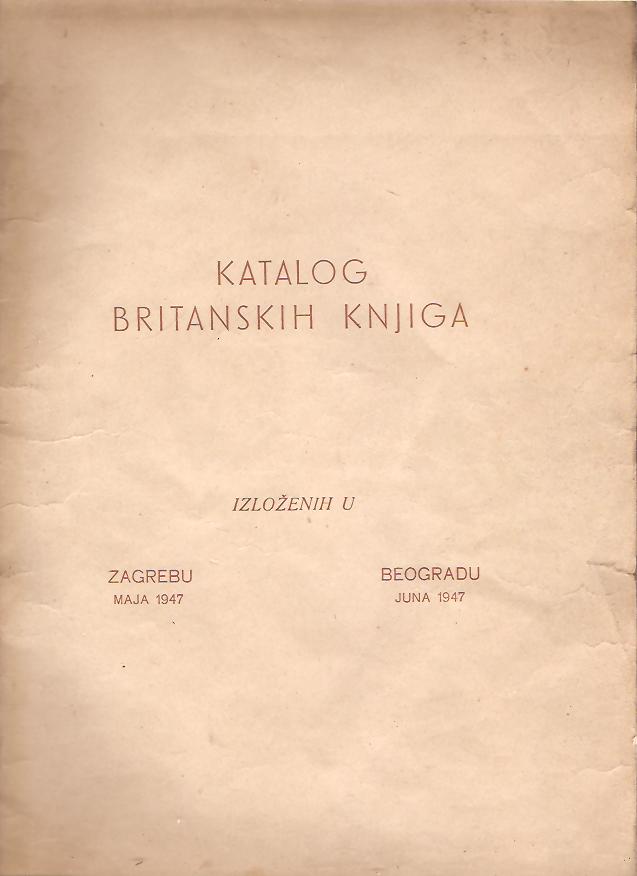 KATALOG
BRITANSKIH KNJIGA
IZLOŽENIH U
ZAGREBU
MAJA 1947
BEOGRADU
JUNA 1947